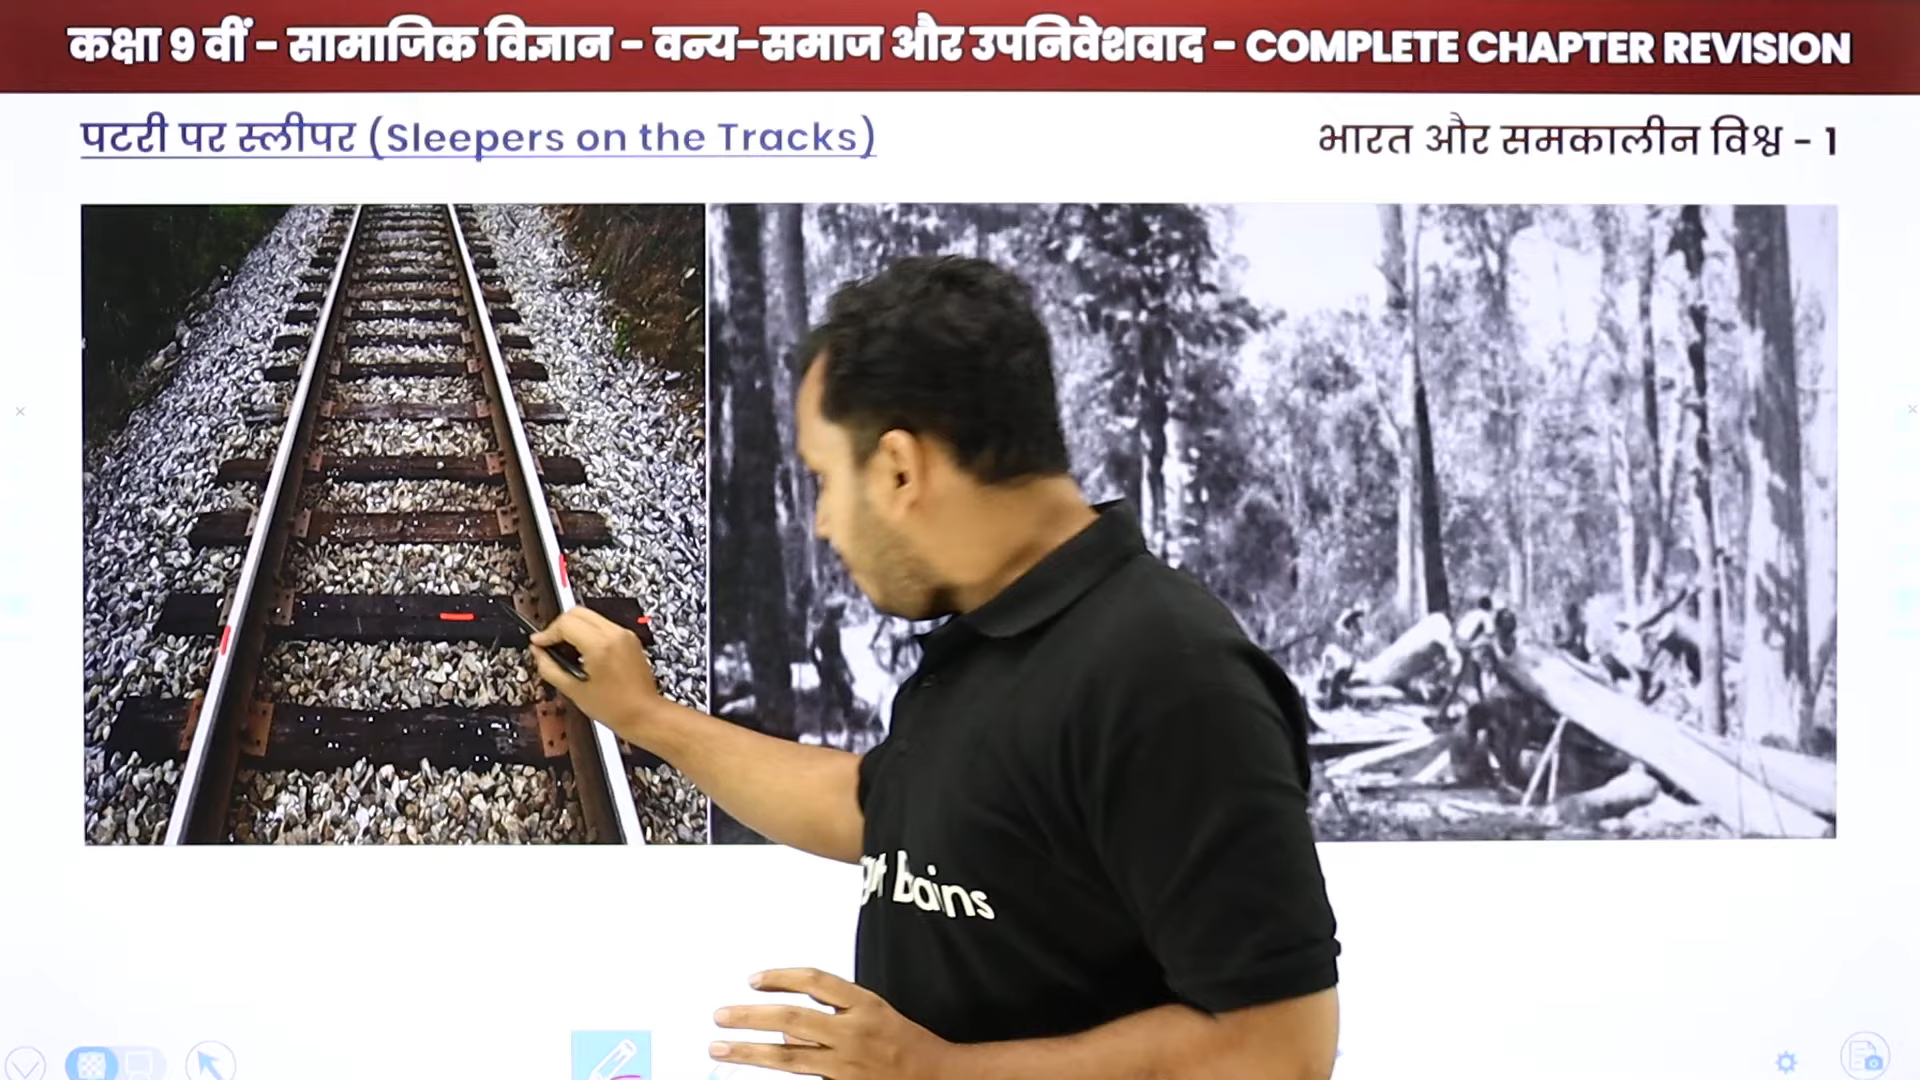 कक्षा 9 वीं - सामाजिक विज्ञान - वन्य-समाज और उपनिवेशवाद - COMPLETE CHAPTER REVISION
पटरी पर स्लीपर (Sleepers on the Tracks)
भारत और समकालीन विश्व - 1